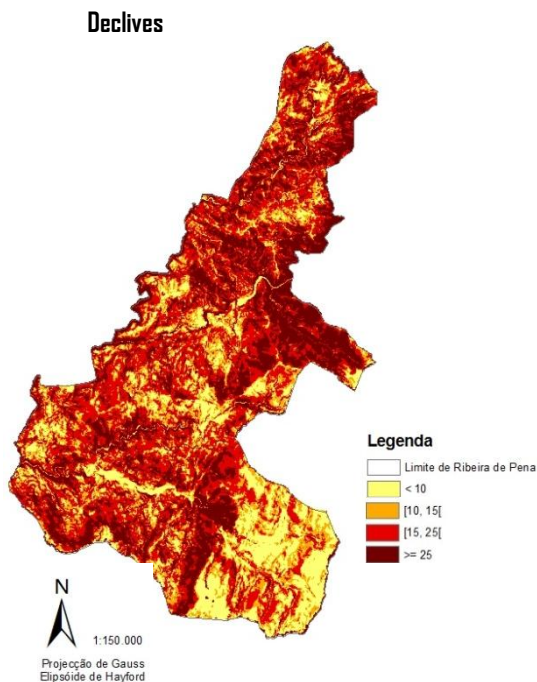 Declives
Legenda
Limite de Ribeira de Pena
< 10
[10, 15[
[15, 25[
>= 25
N
1:150.000
Projecção de Gauss
Elipsóide de Hayford